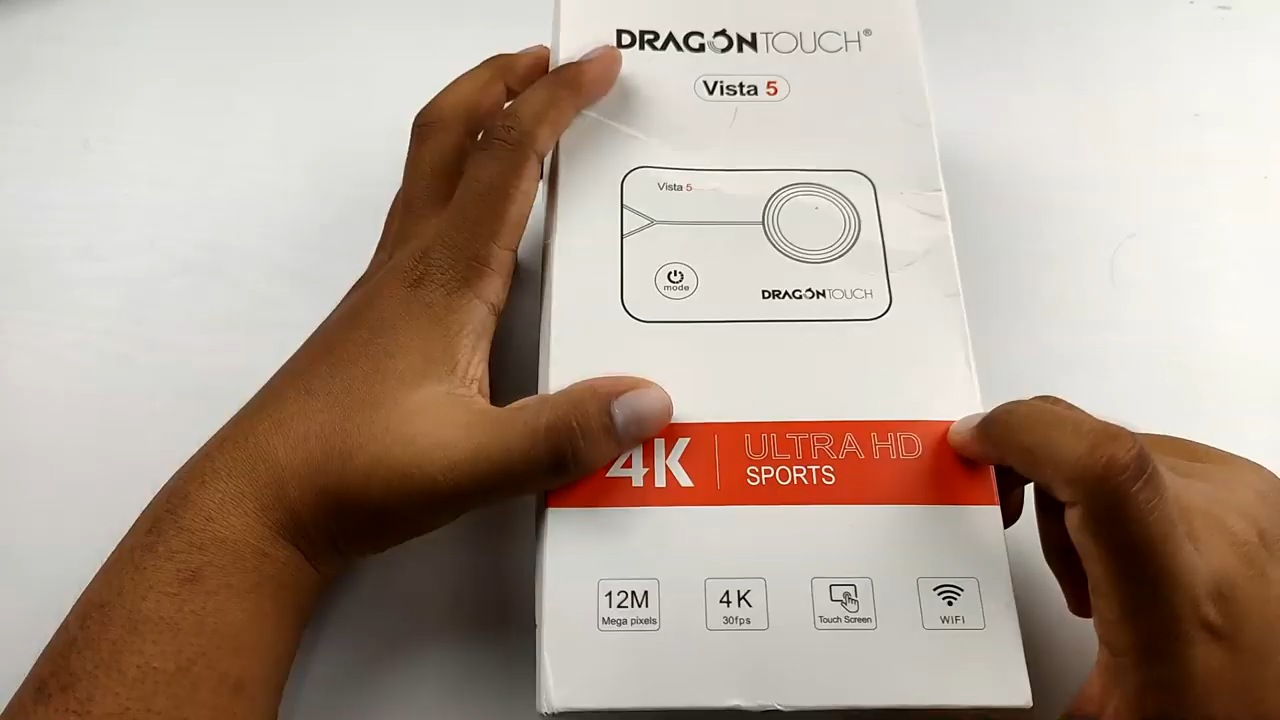 DRAGONTOUCH®
Vista 5
Vista 5
mode
DRAGONTOUCH
4K ULTRA HD
SPORTS
12M
Mega pixels
4K
30fps
Touch Screen
WIFI